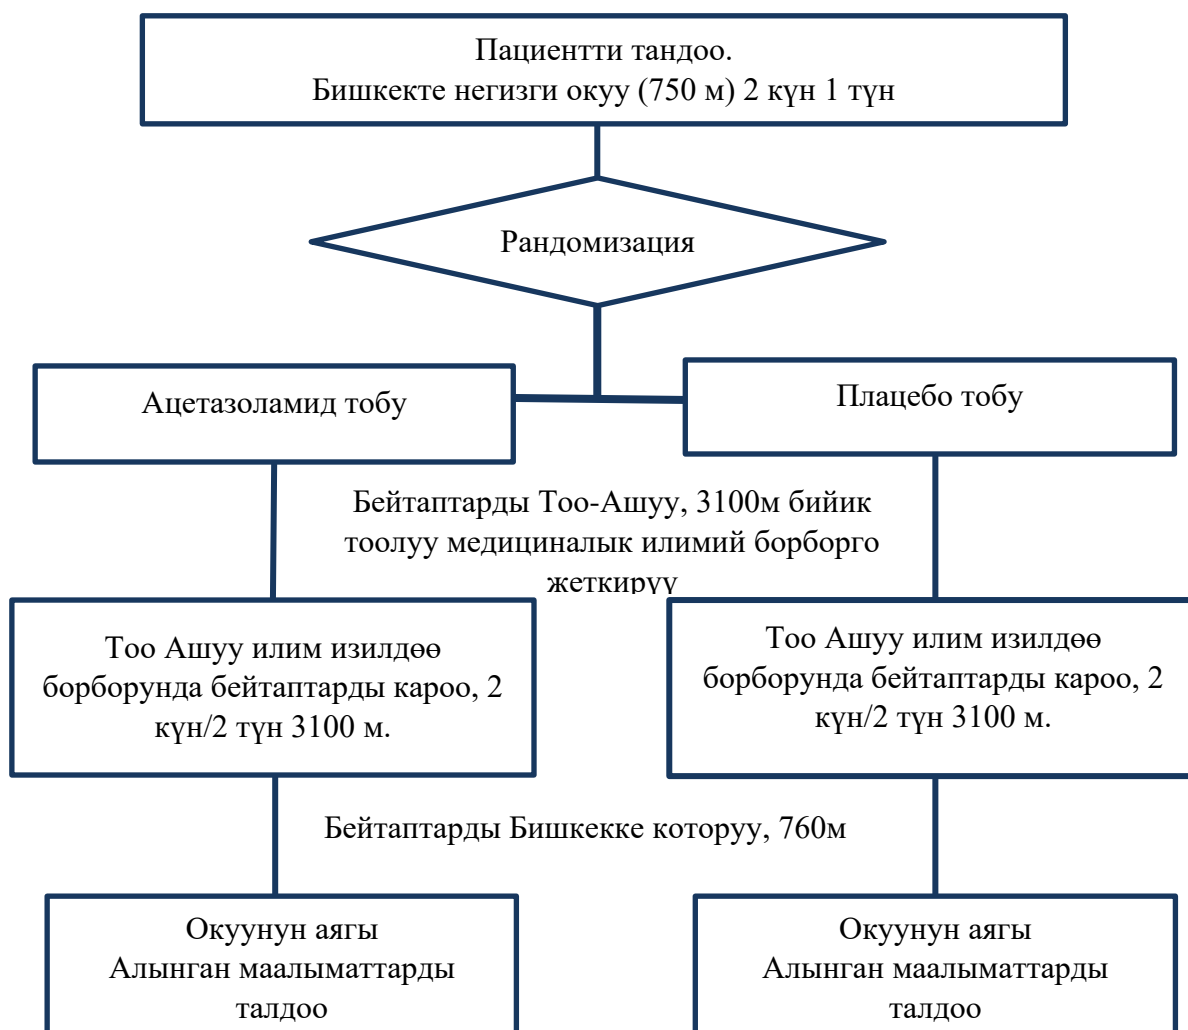 Пациентти тандоо.
Бишкекте негизги окуу (750 м) 2 күн 1 түн
Рандомизация
Ацетазоламид тобу
Плацебо тобу
Бейтаптарды Тоо-Ашуу, 3100м бийик
тоолуу медициналык илимий борборго
жеткирүү
Тоо Ашуу илим изилдөө
борборунда бейтаптарды кароо, 2
күн/2 түн 3100 м.
Тоо Ашуу илим изилдөө
борборунда бейтаптарды кароо, 2
күн/2 түн 3100 м.
Бейтаптарды Бишкекке которуу, 760м
Окуунун аягы
Алынган маалыматтарды
талдоо
Окуунун аягы
Алынган маалыматтарды
талдоо